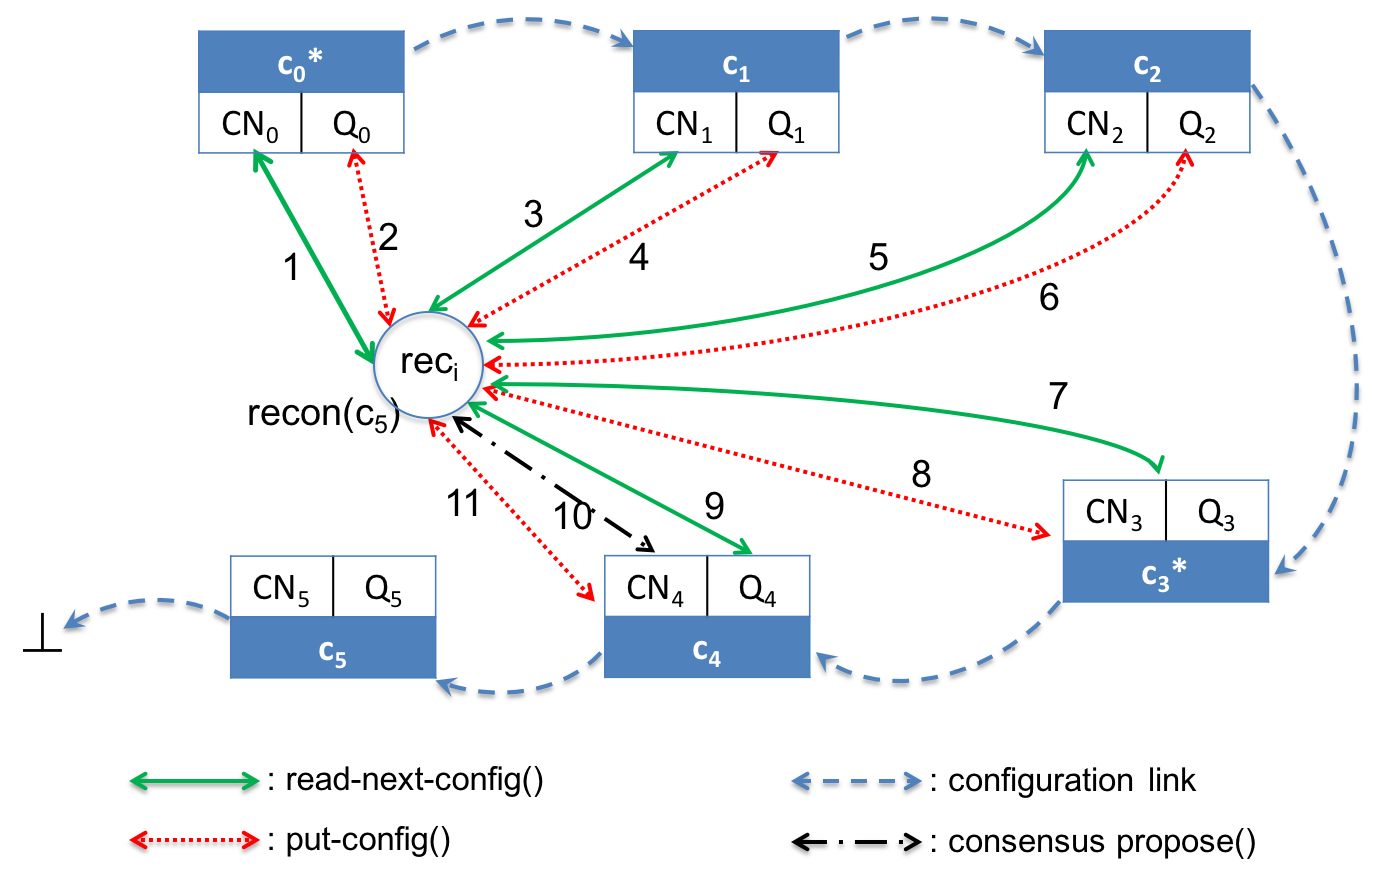 c0* c1 c2
CN0 Q0 CN1 Q1 CN2 Q2
3
2
4
1
5
6
reci
recon(c5)
7
8
11
10
9
CN3 Q3
c3*
CN5 Q5 CN4 Q4
⊥
c5 c4
: read-next-config() : configuration link
: put-config() : consensus propose()